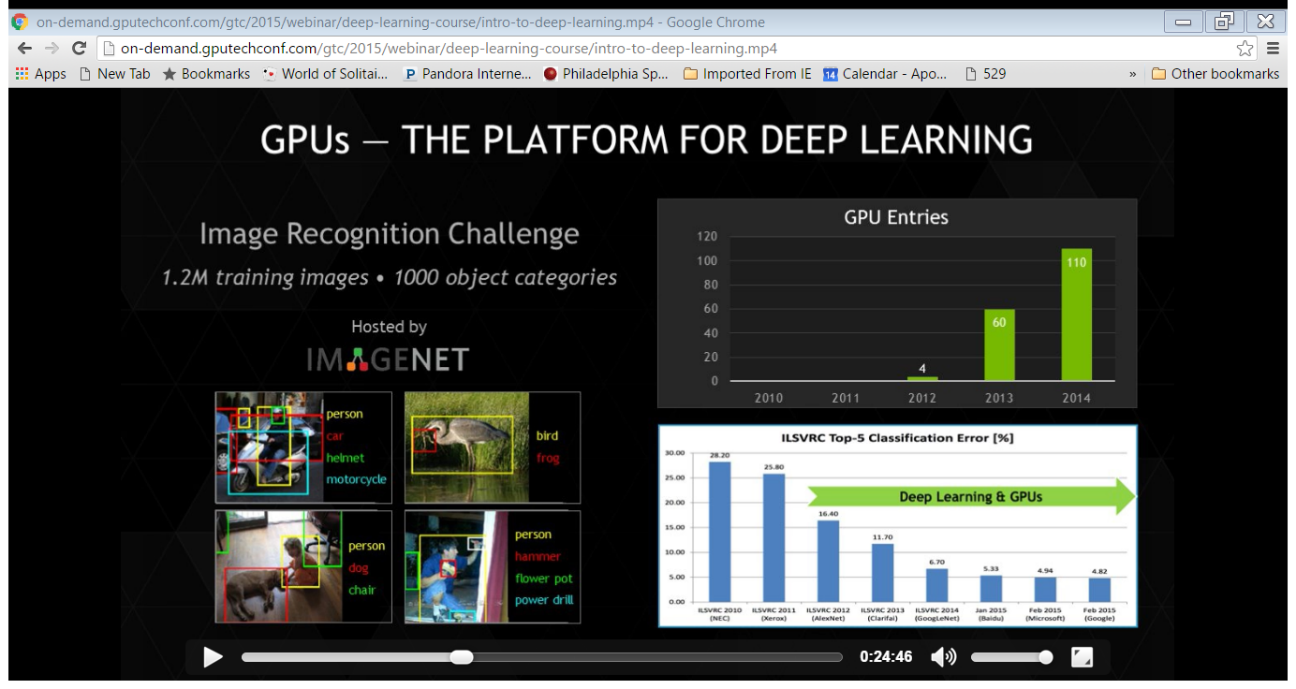 on-demand.gputechconf.com/gtc/2015/webinar/deep-learning-course/intro-to-deep-learning.mp4 - Google Chrome
on-demand.gputechconf.com/gtc/2015/webinar/deep-learning-course/intro-to-deep-learning.mp4
Apps New Tab Bookmarks World of Solitai... Pandora Interne... Philadelphia Sp... Imported From IE 14 Calendar - Apo... 529 » Other bookmarks
GPUs — THE PLATFORM FOR DEEP LEARNING
Image Recognition Challenge
1.2M training images • 1000 object categories
Hosted by
IMAGENET
person
car
helmet
motorcycle
bird
frog
person
dog
chair
person
hammer
flower pot
power drill
GPU Entries
120
100
80
60
40
20
0
4
60
110
2010 2011 2012 2013 2014
ILSVRC Top-5 Classification Error [%]
30.00
25.00
20.00
15.00
10.00
5.00
0.00
28.20
25.80
16.40
11.70
6.70
5.33
4.94
4.82
Deep Learning & GPUs
ILSVRC 2010 ILSVRC 2011 ILSVRC 2012 ILSVRC 2013 ILSVRC 2014 Jan 2015 Feb 2015 Feb 2015
(NEC) (Xerox) (AlexNet) (Clarifai) (GoogLeNet) (Baidu) (Microsoft) (Google)
0:24:46